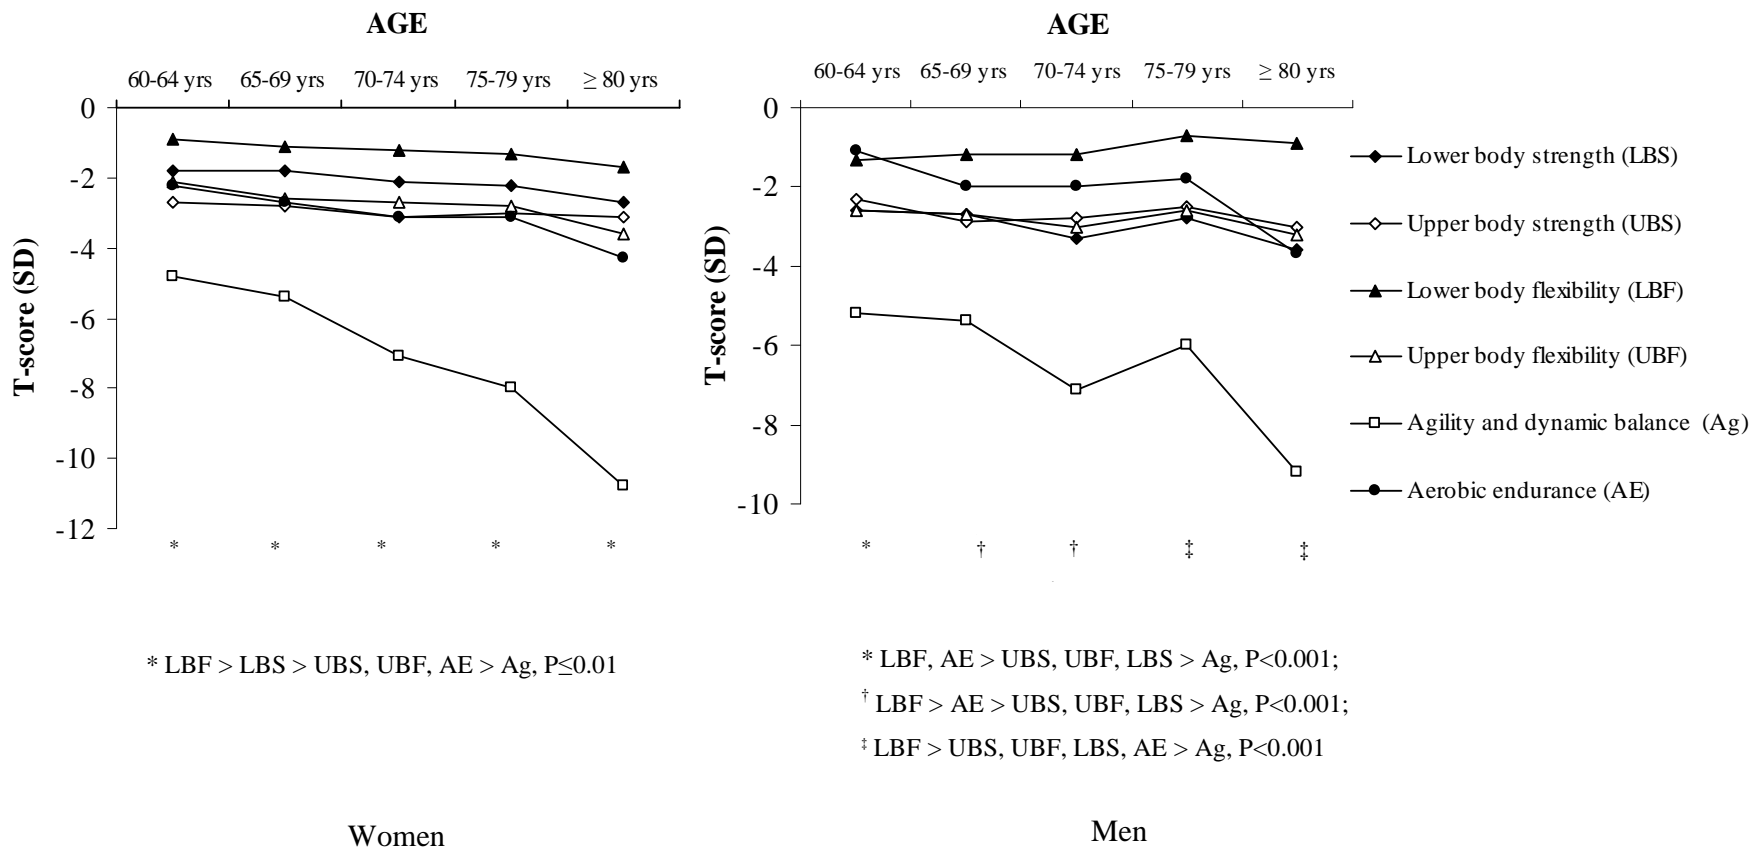 AGE
60-64 yrs 65-69 yrs 70-74 yrs 75-79 yrs ≥ 80 yrs
0
-2
-4
-6
-8
-10
-12
T-score (SD)
* * * * *
* LBF > LBS > UBS, UBF, AE > Ag, P≤0.01
Women
AGE
60-64 yrs 65-69 yrs 70-74 yrs 75-79 yrs ≥ 80 yrs
0
-2
-4
-6
-8
-10
T-score (SD)
* † † ‡ ‡
* LBF, AE > UBS, UBF, LBS > Ag, P<0.001;
† LBF > AE > UBS, UBF, LBS > Ag, P<0.001;
‡ LBF > UBS, UBF, LBS, AE > Ag, P<0.001
Men
Lower body strength (LBS)
Upper body strength (UBS)
Lower body flexibility (LBF)
Upper body flexibility (UBF)
Agility and dynamic balance (Ag)
Aerobic endurance (AE)